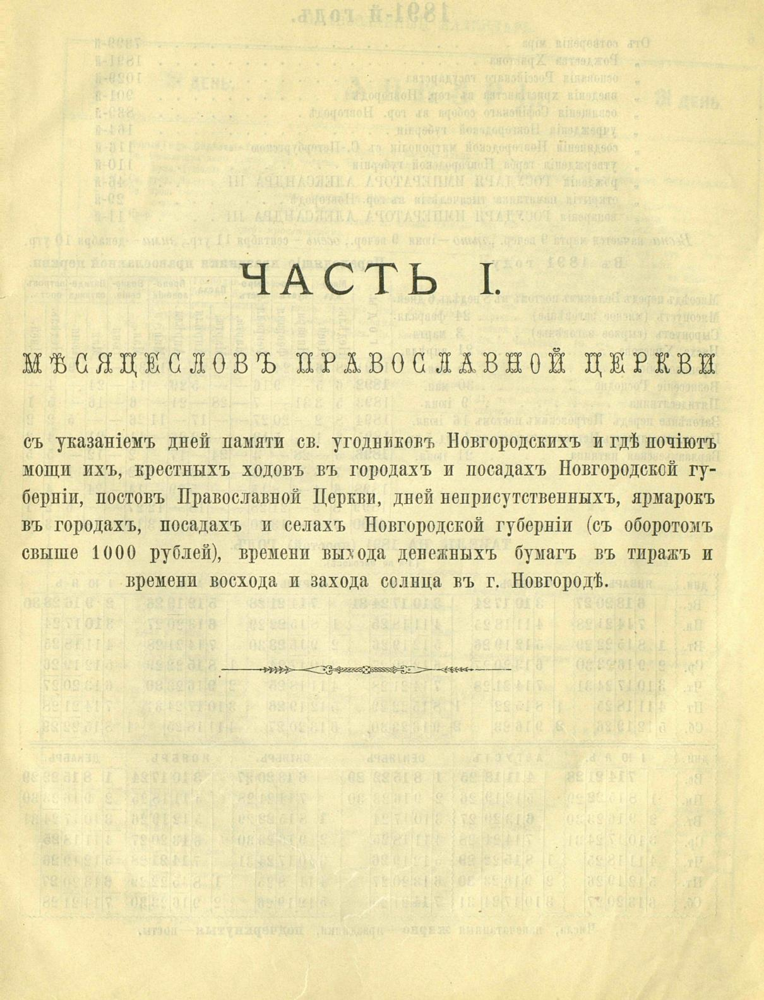 ЧАСТЬ I.
МѢСЯЦЕСЛОВЪ ПРАВОСЛАВНОЙ ЦЕРКВИ
съ указаніемъ дней памяти св. угодниковъ Новгородскихъ и гдѣ почіютъ
мощи ихъ, крестныхъ ходовъ въ городахъ и посадахъ Новгородской гу-
берніи, постовъ Православной Церкви, дней неприсутственныхъ, ярмарокъ
въ городахъ, посадахъ и селахъ Новгородской губерніи (съ оборотомъ
свыше 1000 рублей), времени выхода денежныхъ бумагъ въ тиражъ и
времени восхода и захода солнца въ г. Новгородѣ.